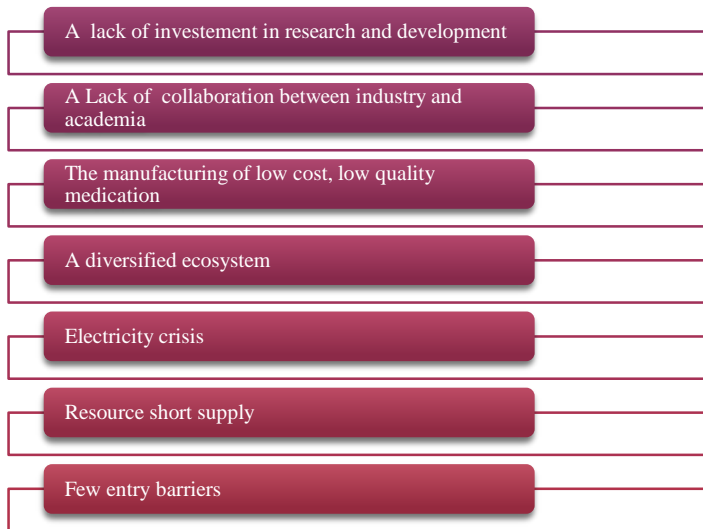 A  lack of investement in research and development
A Lack of  collaboration between industry and
academia
The manufacturing of low cost, low quality
medication
A diversified ecosystem
Electricity crisis
Resource short supply
Few entry barriers